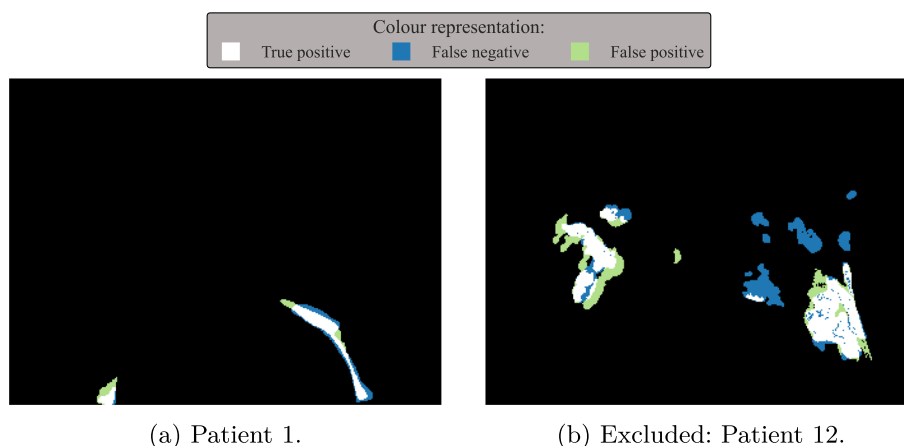 Colour representation:
True positive False negative False positive
(a) Patient 1.
(b) Excluded: Patient 12.